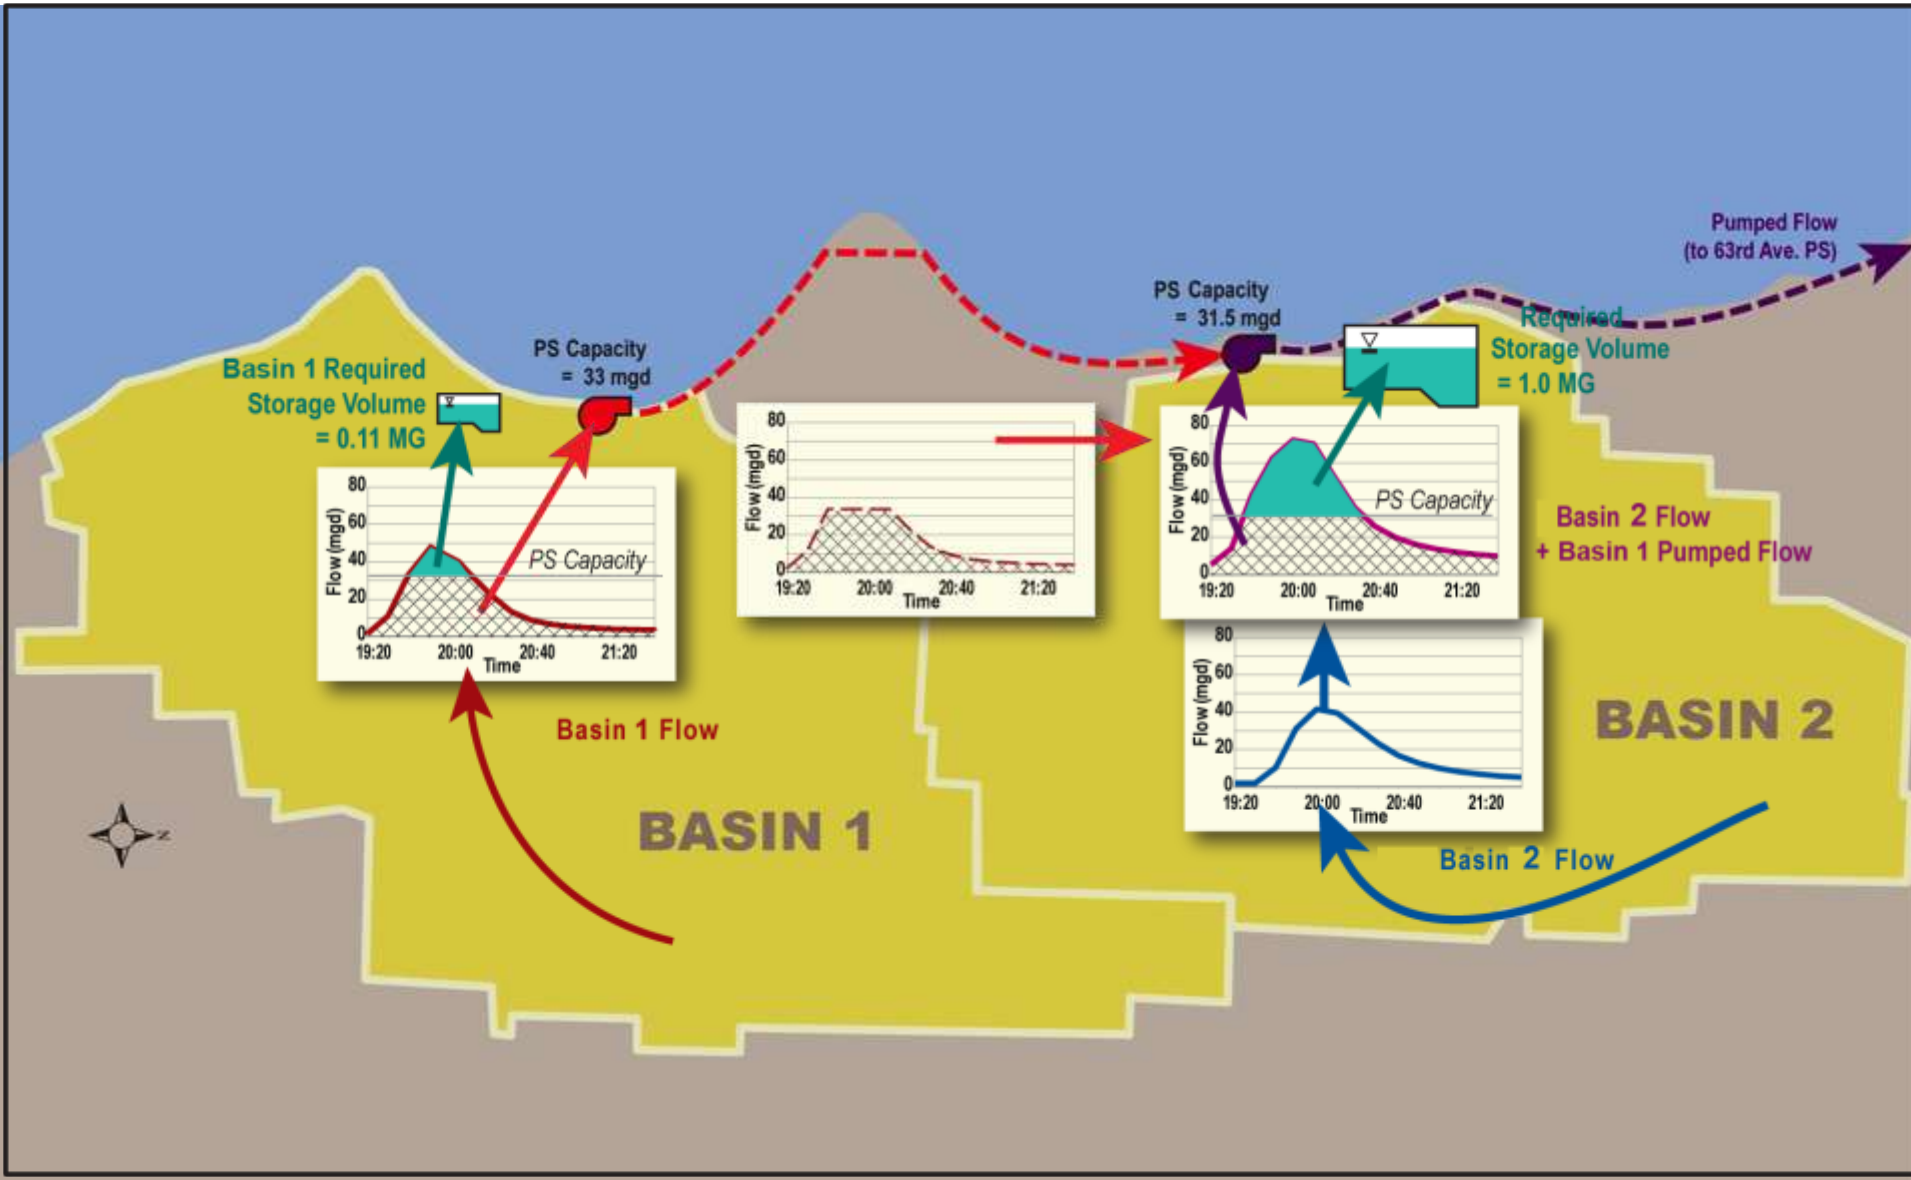 Pumped Flow
(to 63rd Ave. PS)
PS Capacity
= 31.5 mgd
Required
Storage Volume
= 1.0 MG
PS Capacity
= 33 mgd
Basin 1 Required
Storage Volume
= 0.11 MG
80
60
40
20
0
Flow (mgd)
PS Capacity
19:20 20:00 20:40 21:20
Time
80
60
40
20
0
Flow (mgd)
19:20 20:00 20:40 21:20
Time
80
60
40
20
0
Flow (mgd)
PS Capacity
19:20 20:00 20:40 21:20
Time
Basin 2 Flow
+ Basin 1 Pumped Flow
80
60
40
20
0
Flow (mgd)
19:20 20:00 20:40 21:20
Time
Basin 1 Flow
BASIN 2
BASIN 1
Basin 2 Flow
N